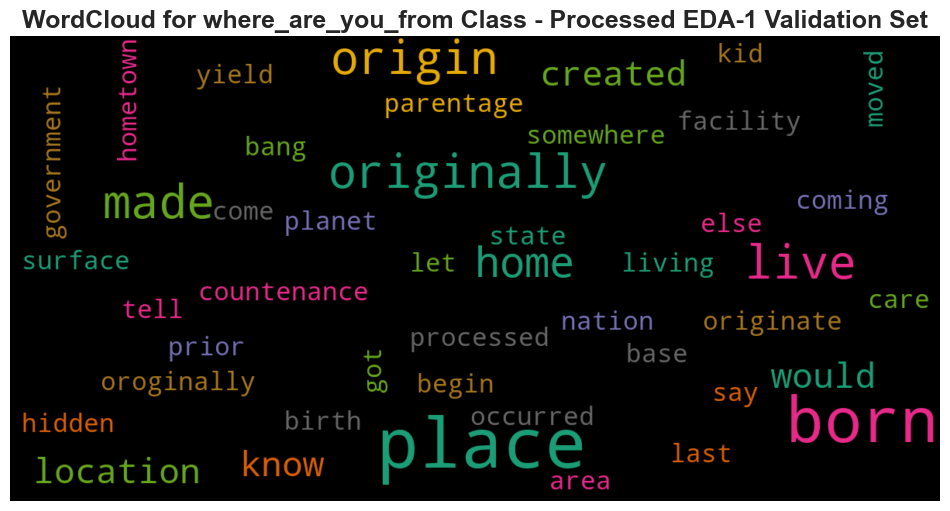 WordCloud for where_are_you_from Class - Processed EDA-1 Validation Set
origin
kid
hometown
moved
yield
created
parentage
government
facility
somewhere
bang
originally
made
come
planet
coming
else
state
surface
let
home
living
live
countenance
tell
care
nation
originate
processed
prior
base
got
oroginally
begin
would
say
hidden
birth
occurred
born
place
last
location
know
area